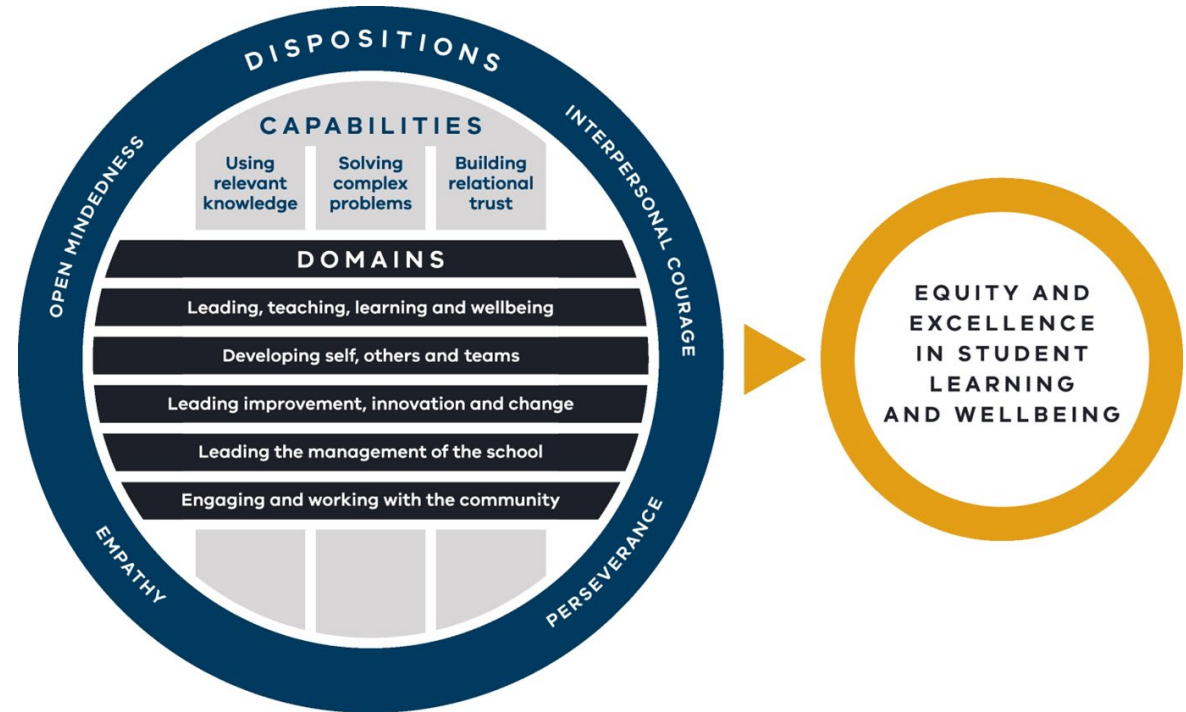 DISPOSITIONS
OPEN MINDEDNESS
INTERPERSONAL COURAGE
EMPATHY
PERSEVERANCE
CAPABILITIES
Using
relevant
knowledge
Solving
complex
problems
Building
relational
trust
DOMAINS
Leading, teaching, learning and wellbeing
Developing self, others and teams
Leading improvement, innovation and change
Leading the management of the school
Engaging and working with the community
EQUITY AND
EXCELLENCE
IN STUDENT
LEARNING
AND WELLBEING